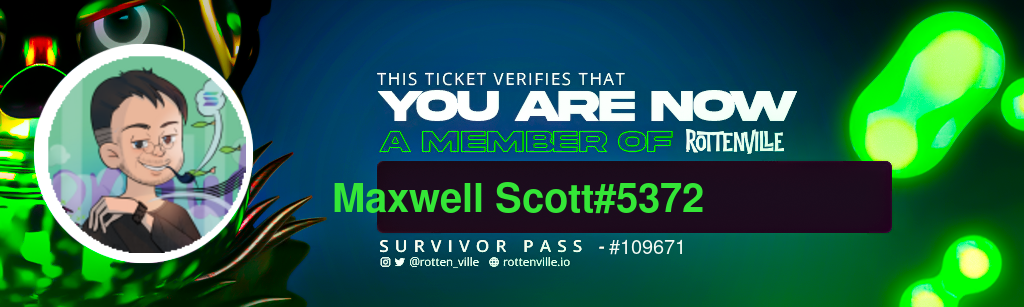 THIS TICKET VERIFIES THAT
YOU ARE NOW
A MEMBER OF ROTTENVILLE
Maxwell Scott#5372
SURVIVOR PASS - #109671
@rotten_ville rottenville.io